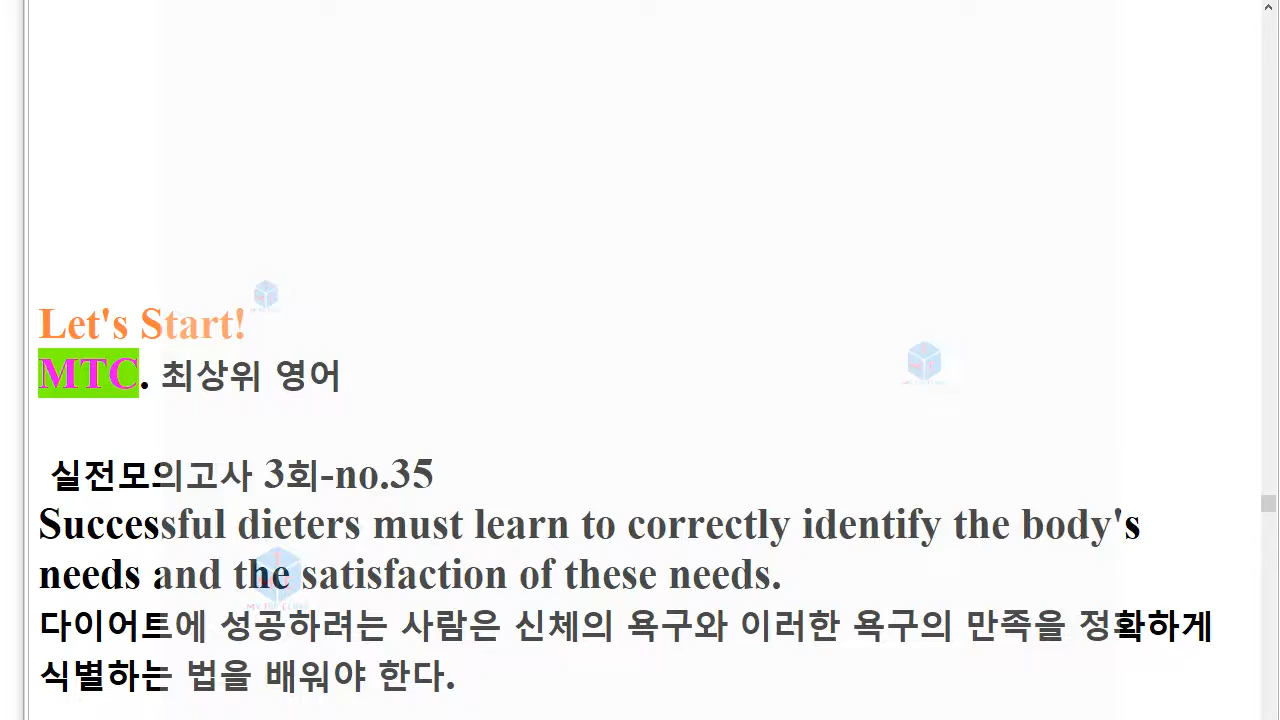 Let's Start!
MTC. 최상위 영어
실전모의고사 3회-no.35
Successful dieters must learn to correctly identify the body's
needs and the satisfaction of these needs.
다이어트에 성공하려는 사람은 신체의 욕구와 이러한 욕구의 만족을 정확하게
식별하는 법을 배워야 한다.